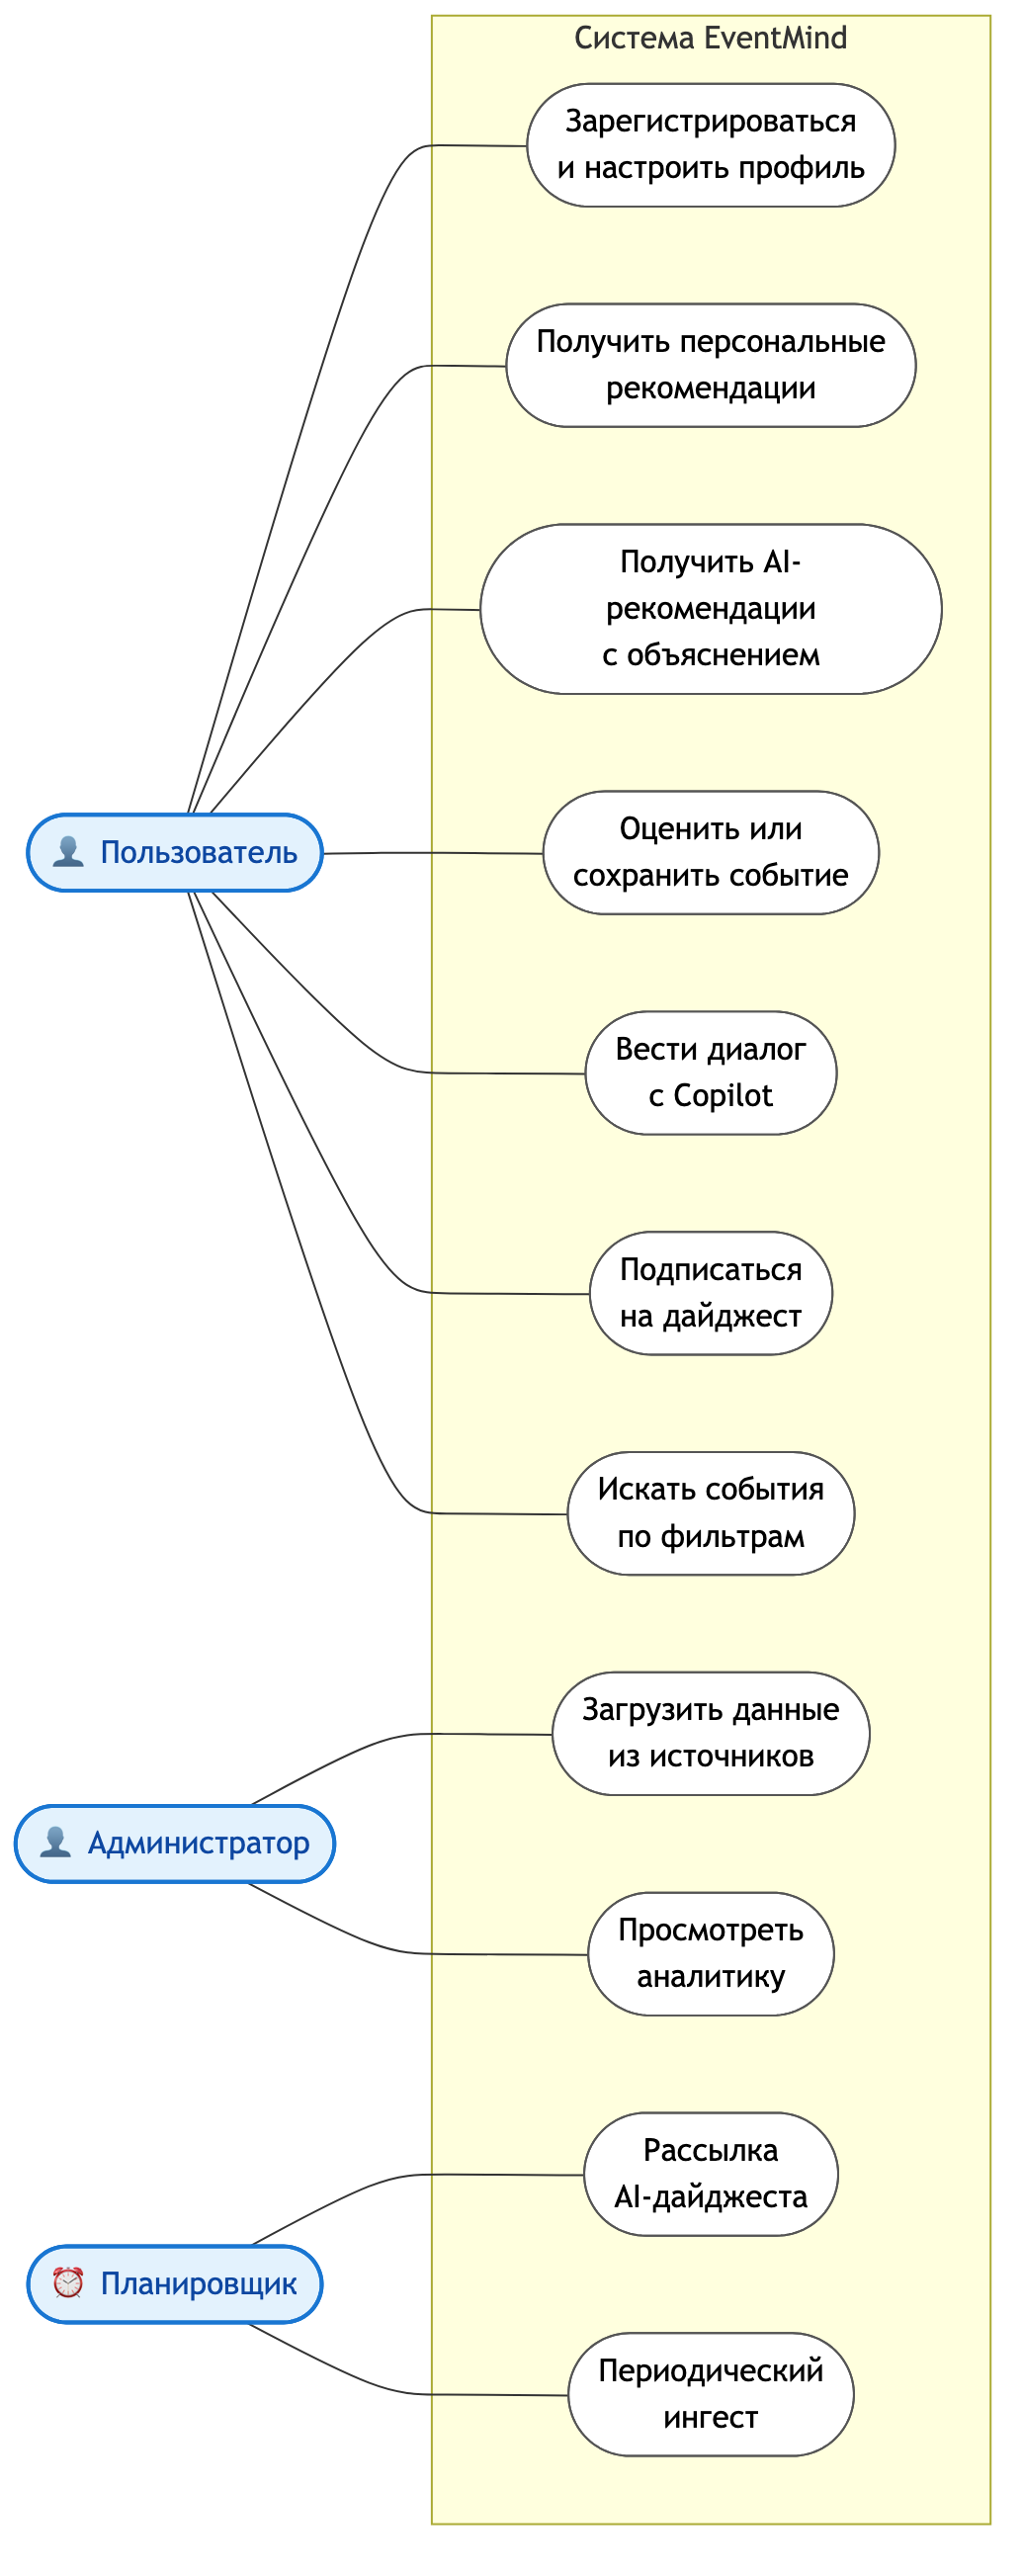 Система EventMind
Зарегистрироваться
и настроить профиль
Получить персональные
рекомендации
Получить AI-
рекомендации
с объяснением
👤 Пользователь
Оценить или
сохранить событие
Вести диалог
с Copilot
Подписаться
на дайджест
Искать события
по фильтрам
Загрузить данные
из источников
👤 Администратор
Просмотреть
аналитику
Рассылка
AI-дайджеста
⏰ Планировщик
Периодический
ингест